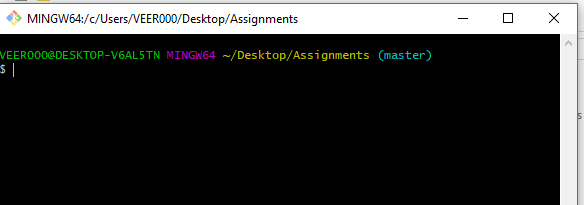 MINGW64:/c/Users/VEER000/Desktop/Assignments
VEER000@DESKTOP-V6AL5TN MINGW64 ~/Desktop/Assignments (master)
$